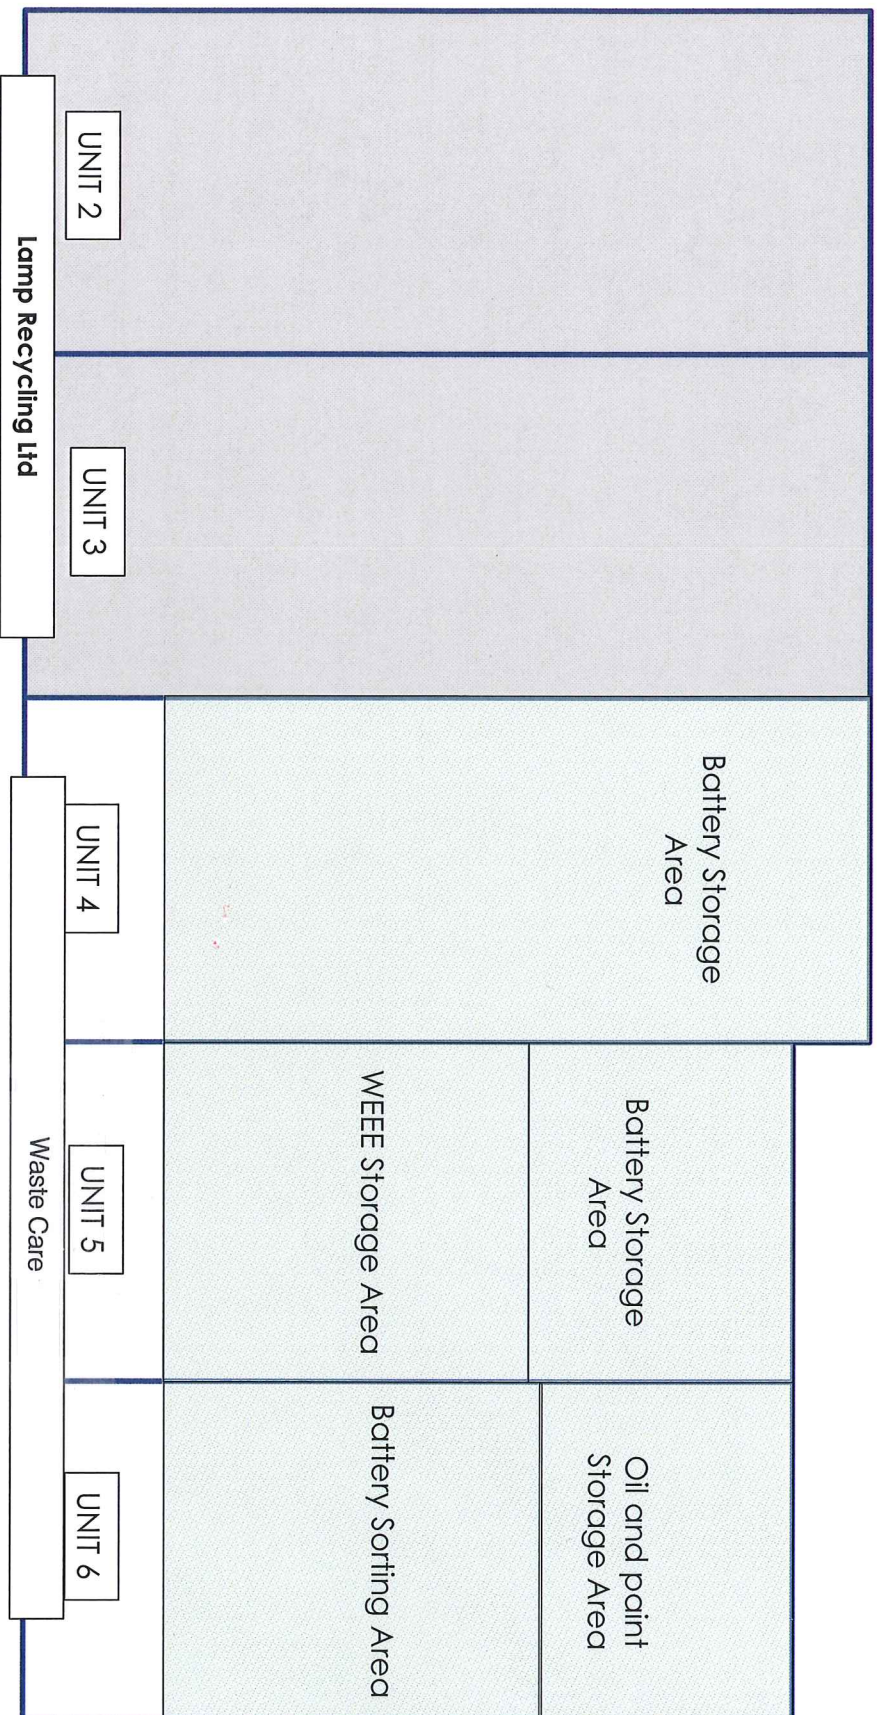 Battery Storage
Area
Battery Storage
Area
Oil and paint
Storage Area
WEEE Storage Area
Battery Sorting Area
UNIT 2
UNIT 3
UNIT 4
UNIT 5
UNIT 6
Lamp Recycling Ltd
Waste Care